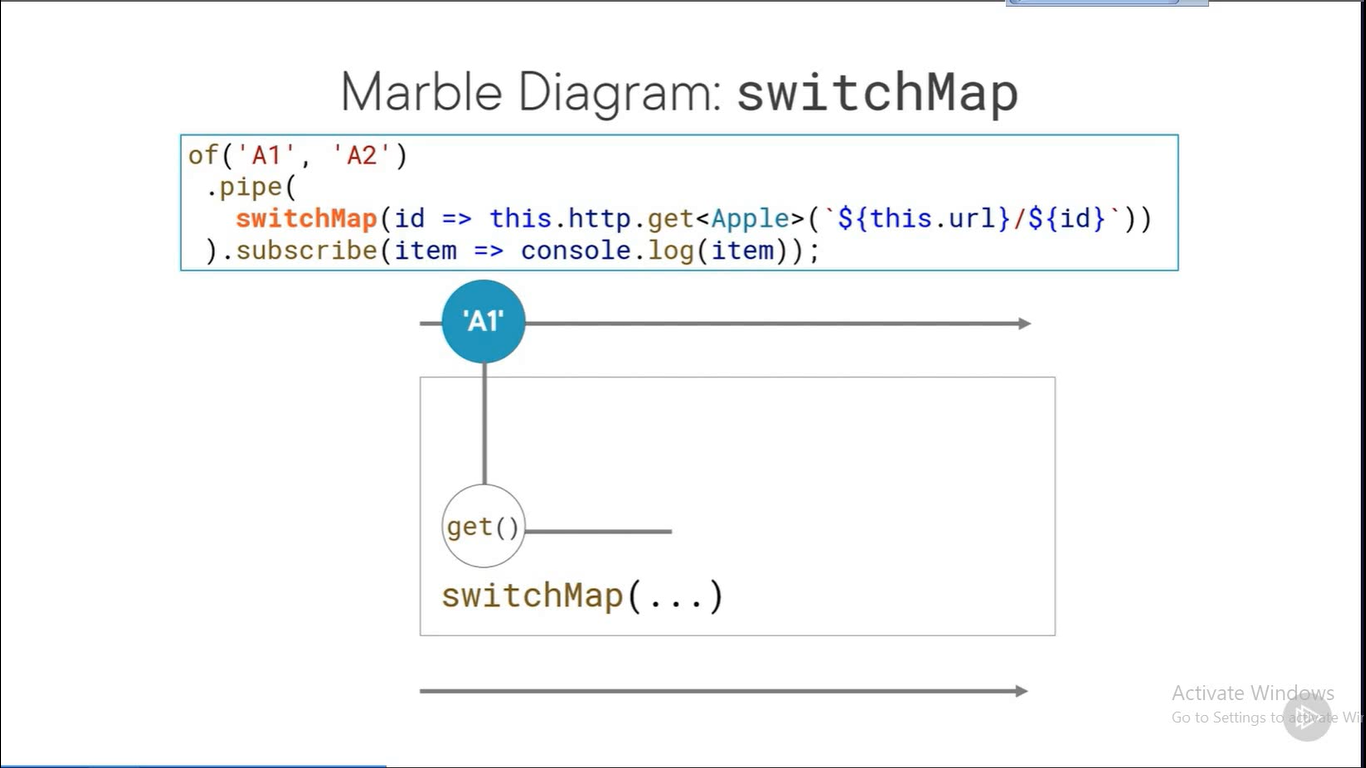 Marble Diagram: switchMap
of('A1', 'A2')
.pipe(
switchMap(id => this.http.get<Apple>(`${this.url}/${id}`))
).subscribe(item => console.log(item));
'A1'
get()
switchMap(...)
Activate Windows
Go to Settings to activate Wi